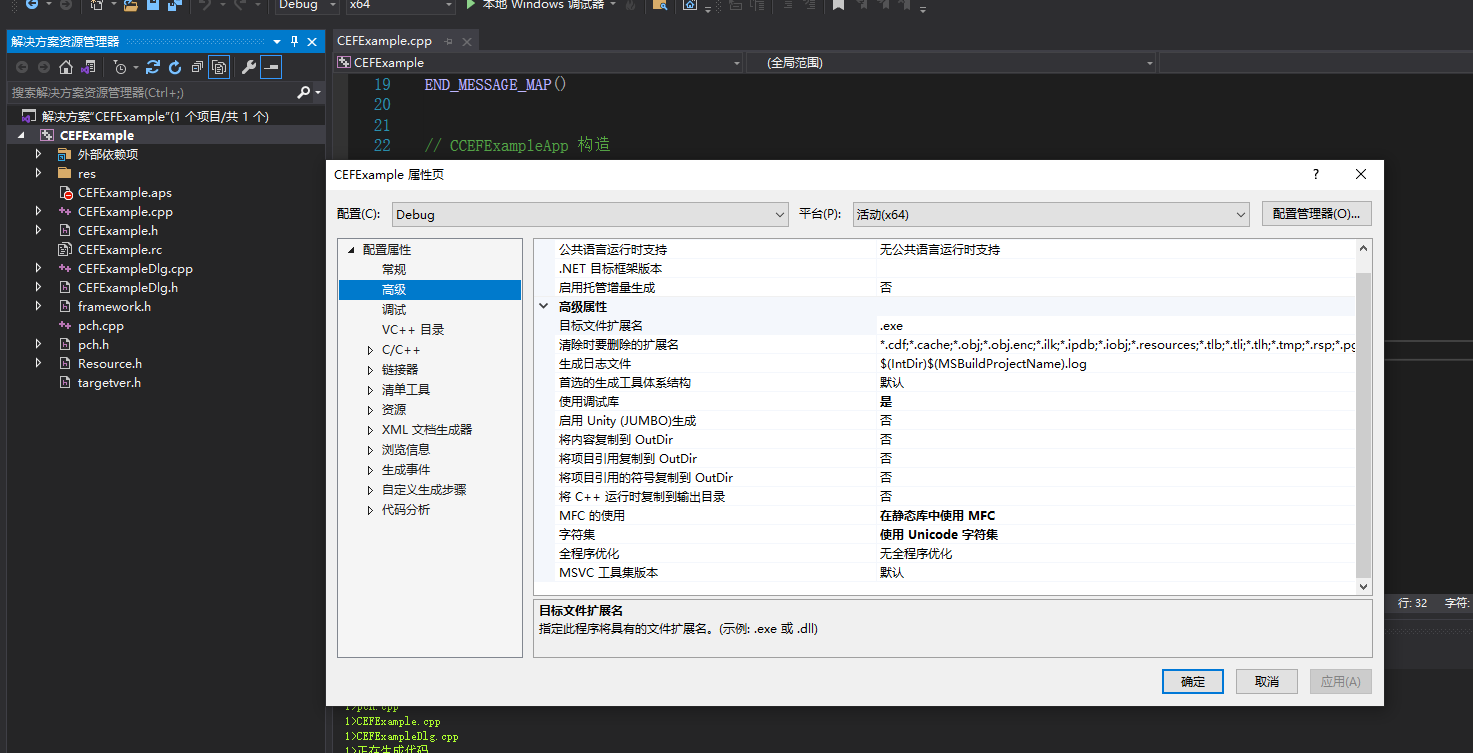 Debug x64 本地 Windows 调试器
解决方案资源管理器
搜索解决方案资源管理器(Ctrl+;)
解决方案"CEFExample"(1 个项目/共 1 个)
CEFExample
外部依赖项
res
CEFExample.aps
CEFExample.cpp
CEFExample.h
CEFExample.rc
CEFExampleDlg.cpp
CEFExampleDlg.h
framework.h
pch.cpp
pch.h
Resource.h
targetver.h
CEFExample.cpp
CEFExample (全局范围)
19 END_MESSAGE_MAP()
20
21
22 // CCEFExampleApp 构造
CEFExample 属性页
配置(C): Debug 平台(P): 活动(x64) 配置管理器(O)...
配置属性
常规
高级
调试
VC++ 目录
C/C++
链接器
清单工具
资源
XML 文档生成器
浏览信息
生成事件
自定义生成步骤
代码分析
公共语言运行时支持 无公共语言运行时支持
.NET 目标框架版本
启用托管增量生成 否
高级属性
目标文件扩展名 .exe
清除时要删除的扩展名 *.cdf;*.cache;*.obj;*.obj.enc;*.ilk;*.ipdb;*.iobj;*.resources;*.tlb;*.tli;*.tlh;*.tmp;*.rsp;*.pg
生成日志文件 $(IntDir)$(MSBuildProjectName).log
首选的生成工具体系结构 默认
使用调试库 是
启用 Unity (JUMBO)生成 否
将内容复制到 OutDir 否
将项目引用复制到 OutDir 否
将项目引用的符号复制到 OutDir 否
将 C++ 运行时复制到输出目录 否
MFC 的使用 在静态库中使用 MFC
字符集 使用 Unicode 字符集
全程序优化 无全程序优化
MSVC 工具集版本 默认
目标文件扩展名
指定此程序将具有的文件扩展名。(示例: .exe 或 .dll)
确定 取消 应用(A)
行: 32 字符:
1>pch.cpp
1>CEFExample.cpp
1>CEFExampleDlg.cpp
1>正在生成代码